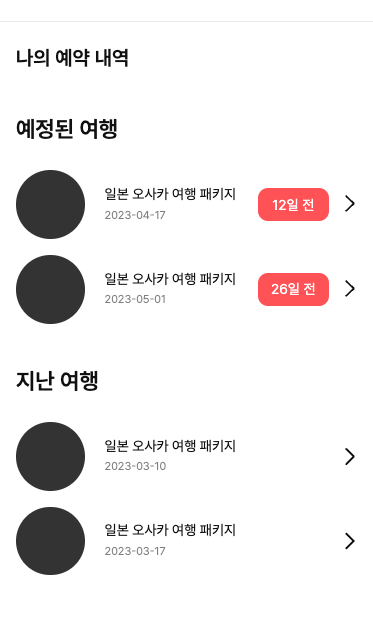 나의 예약 내역
예정된 여행
일본 오사카 여행 패키지
2023-04-17
12일 전
일본 오사카 여행 패키지
2023-05-01
26일 전
지난 여행
일본 오사카 여행 패키지
2023-03-10
일본 오사카 여행 패키지
2023-03-17